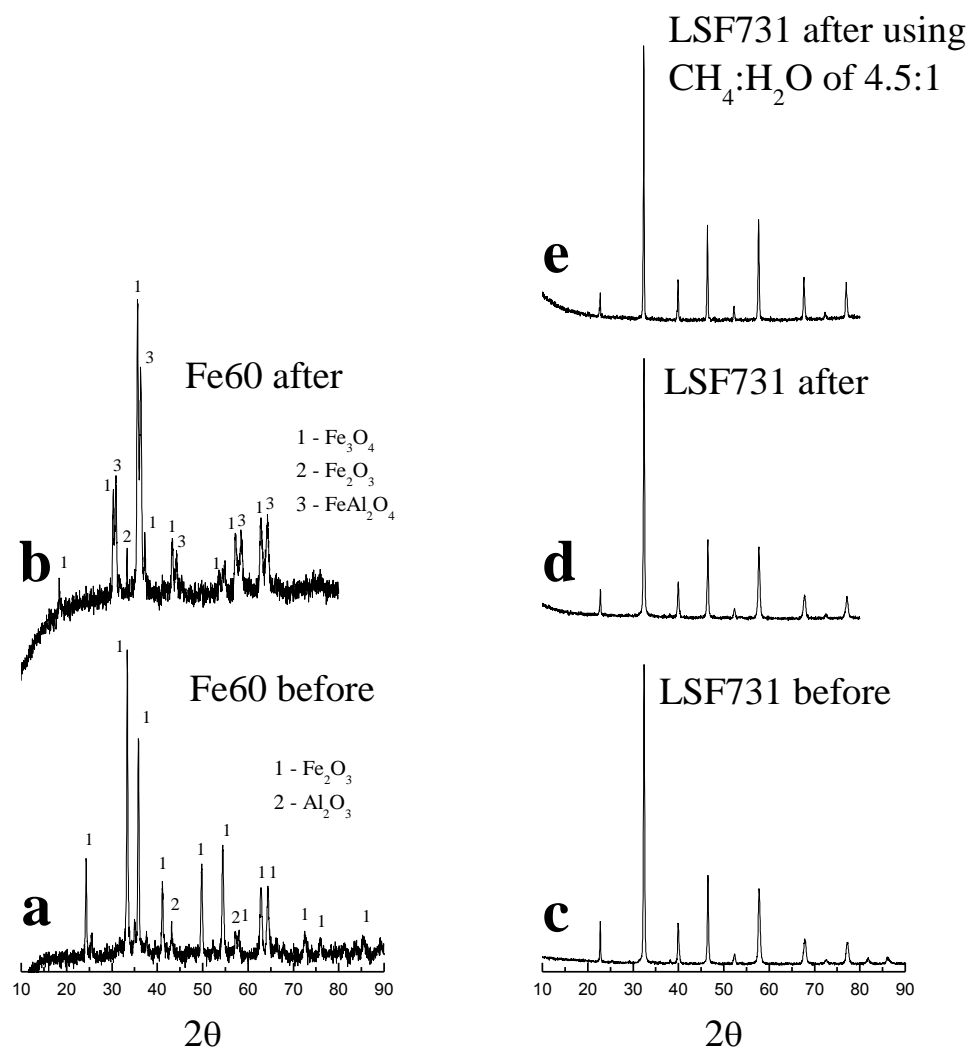 LSF731 after using
CH₄:H₂O of 4.5:1
e
1
3
Fe60 after
1 - Fe₃O₄
2 - Fe₂O₃
3 - FeAl₂O₄
3
1
2
1
1
3
1
3
1
3
1
1
b
LSF731 after
d
1
Fe60 before
1
1 - Fe₂O₃
2 - Al₂O₃
1
1
1
1
2
2
1
1
1
1
1
1
a
10 20 30 40 50 60 70 80 90
2θ
LSF731 before
c
10 20 30 40 50 60 70 80 90
2θ